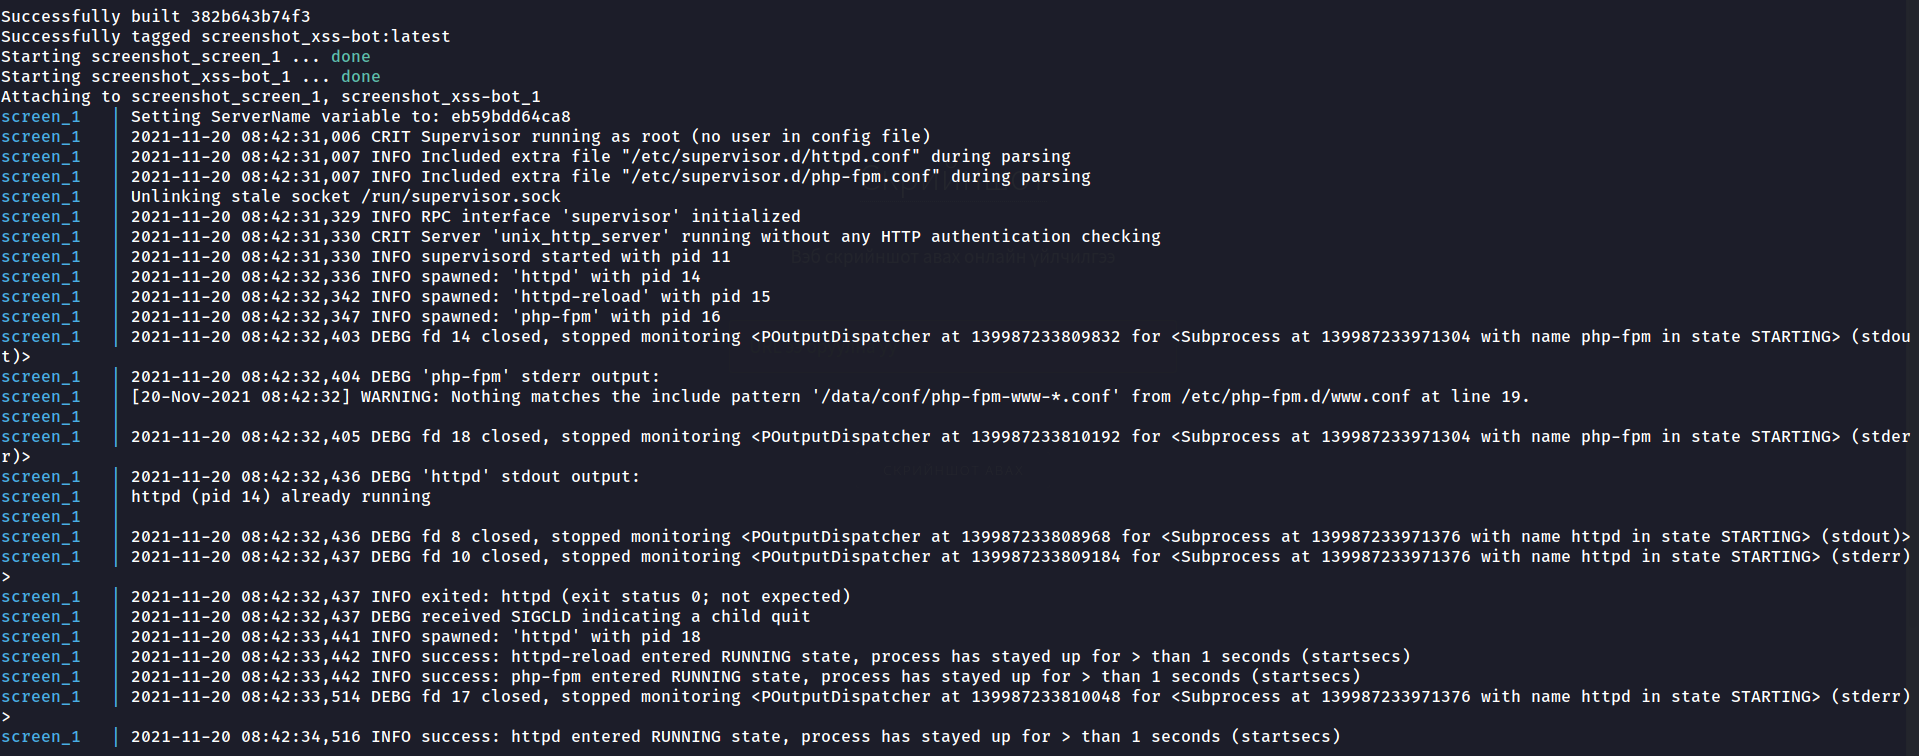 Successfully built 382b643b74f3
Successfully tagged screenshot_xss-bot:latest
Starting screenshot_screen_1 ... done
Starting screenshot_xss-bot_1 ... done
Attaching to screenshot_screen_1, screenshot_xss-bot_1
screen_1   | Setting ServerName variable to: eb59bdd64ca8
screen_1   | 2021-11-20 08:42:31,006 CRIT Supervisor running as root (no user in config file)
screen_1   | 2021-11-20 08:42:31,007 INFO Included extra file "/etc/supervisor.d/httpd.conf" during parsing
screen_1   | 2021-11-20 08:42:31,007 INFO Included extra file "/etc/supervisor.d/php-fpm.conf" during parsing
screen_1   | Unlinking stale socket /run/supervisor.sock
screen_1   | 2021-11-20 08:42:31,329 INFO RPC interface 'supervisor' initialized
screen_1   | 2021-11-20 08:42:31,330 CRIT Server 'unix_http_server' running without any HTTP authentication checking
screen_1   | 2021-11-20 08:42:31,330 INFO supervisord started with pid 11
Вэб скрийншот авах онлайн үйлчилгээ
screen_1   | 2021-11-20 08:42:32,336 INFO spawned: 'httpd' with pid 14
screen_1   | 2021-11-20 08:42:32,342 INFO spawned: 'httpd-reload' with pid 15
screen_1   | 2021-11-20 08:42:32,347 INFO spawned: 'php-fpm' with pid 16
screen_1   | 2021-11-20 08:42:32,403 DEBG fd 14 closed, stopped monitoring <POutputDispatcher at 139987233809832 for <Subprocess at 139987233971304 with name php-fpm in state STARTING> (stdou
t)>
screen_1   | 2021-11-20 08:42:32,404 DEBG 'php-fpm' stderr output:
screen_1   | [20-Nov-2021 08:42:32] WARNING: Nothing matches the include pattern '/data/conf/php-fpm-www-*.conf' from /etc/php-fpm.d/www.conf at line 19.
screen_1   |
screen_1   | 2021-11-20 08:42:32,405 DEBG fd 18 closed, stopped monitoring <POutputDispatcher at 139987233810192 for <Subprocess at 139987233971304 with name php-fpm in state STARTING> (stder
r)>
screen_1   | 2021-11-20 08:42:32,436 DEBG 'httpd' stdout output:
screen_1   | httpd (pid 14) already running
screen_1   |
screen_1   | 2021-11-20 08:42:32,436 DEBG fd 8 closed, stopped monitoring <POutputDispatcher at 139987233808968 for <Subprocess at 139987233971376 with name httpd in state STARTING> (stdout)>
screen_1   | 2021-11-20 08:42:32,437 DEBG fd 10 closed, stopped monitoring <POutputDispatcher at 139987233809184 for <Subprocess at 139987233971376 with name httpd in state STARTING> (stderr)
>
screen_1   | 2021-11-20 08:42:32,437 INFO exited: httpd (exit status 0; not expected)
screen_1   | 2021-11-20 08:42:32,437 DEBG received SIGCLD indicating a child quit
screen_1   | 2021-11-20 08:42:33,441 INFO spawned: 'httpd' with pid 18
screen_1   | 2021-11-20 08:42:33,442 INFO success: httpd-reload entered RUNNING state, process has stayed up for > than 1 seconds (startsecs)
screen_1   | 2021-11-20 08:42:33,442 INFO success: php-fpm entered RUNNING state, process has stayed up for > than 1 seconds (startsecs)
screen_1   | 2021-11-20 08:42:33,514 DEBG fd 17 closed, stopped monitoring <POutputDispatcher at 139987233810048 for <Subprocess at 139987233971376 with name httpd in state STARTING> (stderr)
>
screen_1   | 2021-11-20 08:42:34,516 INFO success: httpd entered RUNNING state, process has stayed up for > than 1 seconds (startsecs)